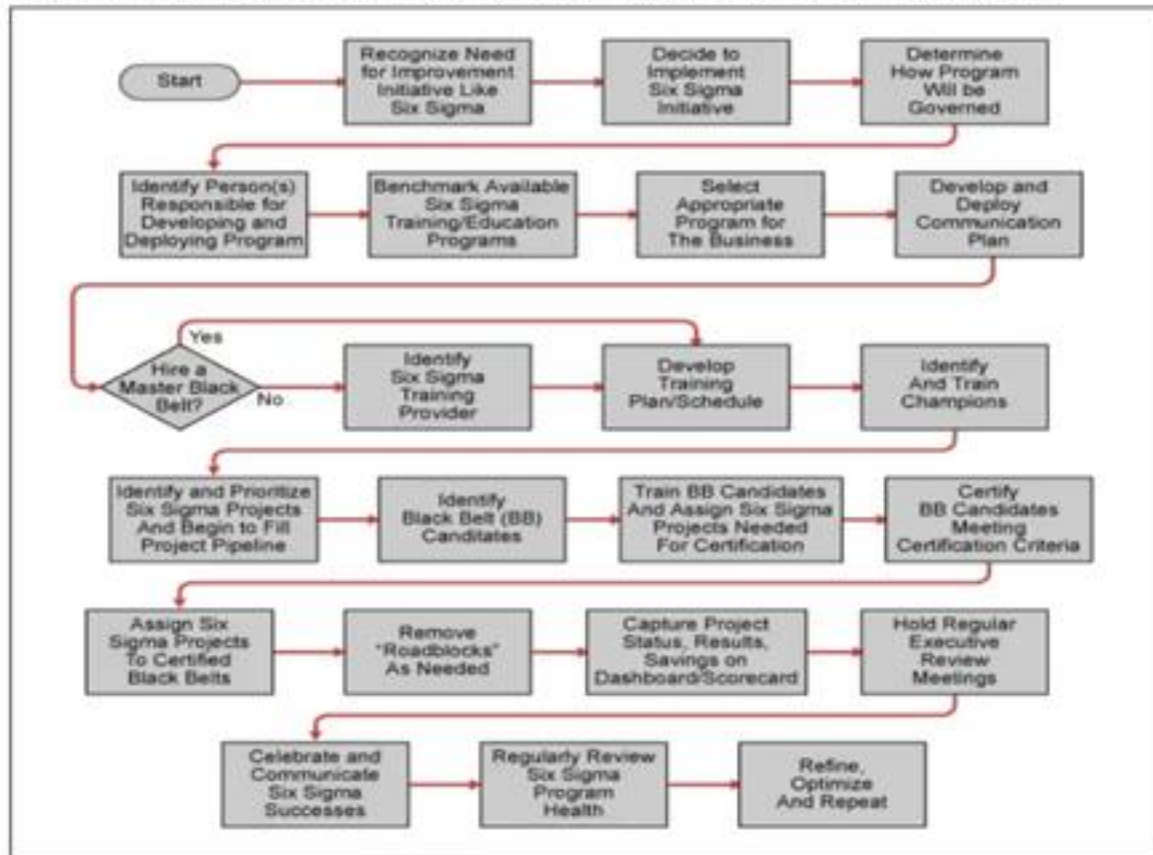 Start
Recognize Need
for Improvement
Initiative Like
Six Sigma
Decide to
Implement
Six Sigma
Initiative
Determine
How Program
Will be
Governed
Identify Person(s)
Responsible for
Developing and
Deploying Program
Benchmark Available
Six Sigma
Training/Education
Programs
Select
Appropriate
Program for
The Business
Develop and
Deploy
Communication
Plan
Hire a
Master Black
Belt?
Yes
No
Identify
Six Sigma
Training
Provider
Develop
Training
Plan/Schedule
Identify
And Train
Champions
Identify and Prioritize
Six Sigma Projects
And Begin to Fill
Project Pipeline
Identify
Black Belt (BB)
Canditates
Train BB Candidates
And Assign Six Sigma
Projects Needed
For Certification
Certify
BB Candidates
Meeting
Certification Criteria
Assign Six
Sigma Projects
To Certified
Black Belts
Remove
"Roadblocks"
As Needed
Capture Project
Status, Results,
Savings on
Dashboard/Scorecard
Hold Regular
Executive
Review
Meetings
Celebrate and
Communicate
Six Sigma
Successes
Regularly Review
Six Sigma
Program
Health
Refine,
Optimize
And Repeat